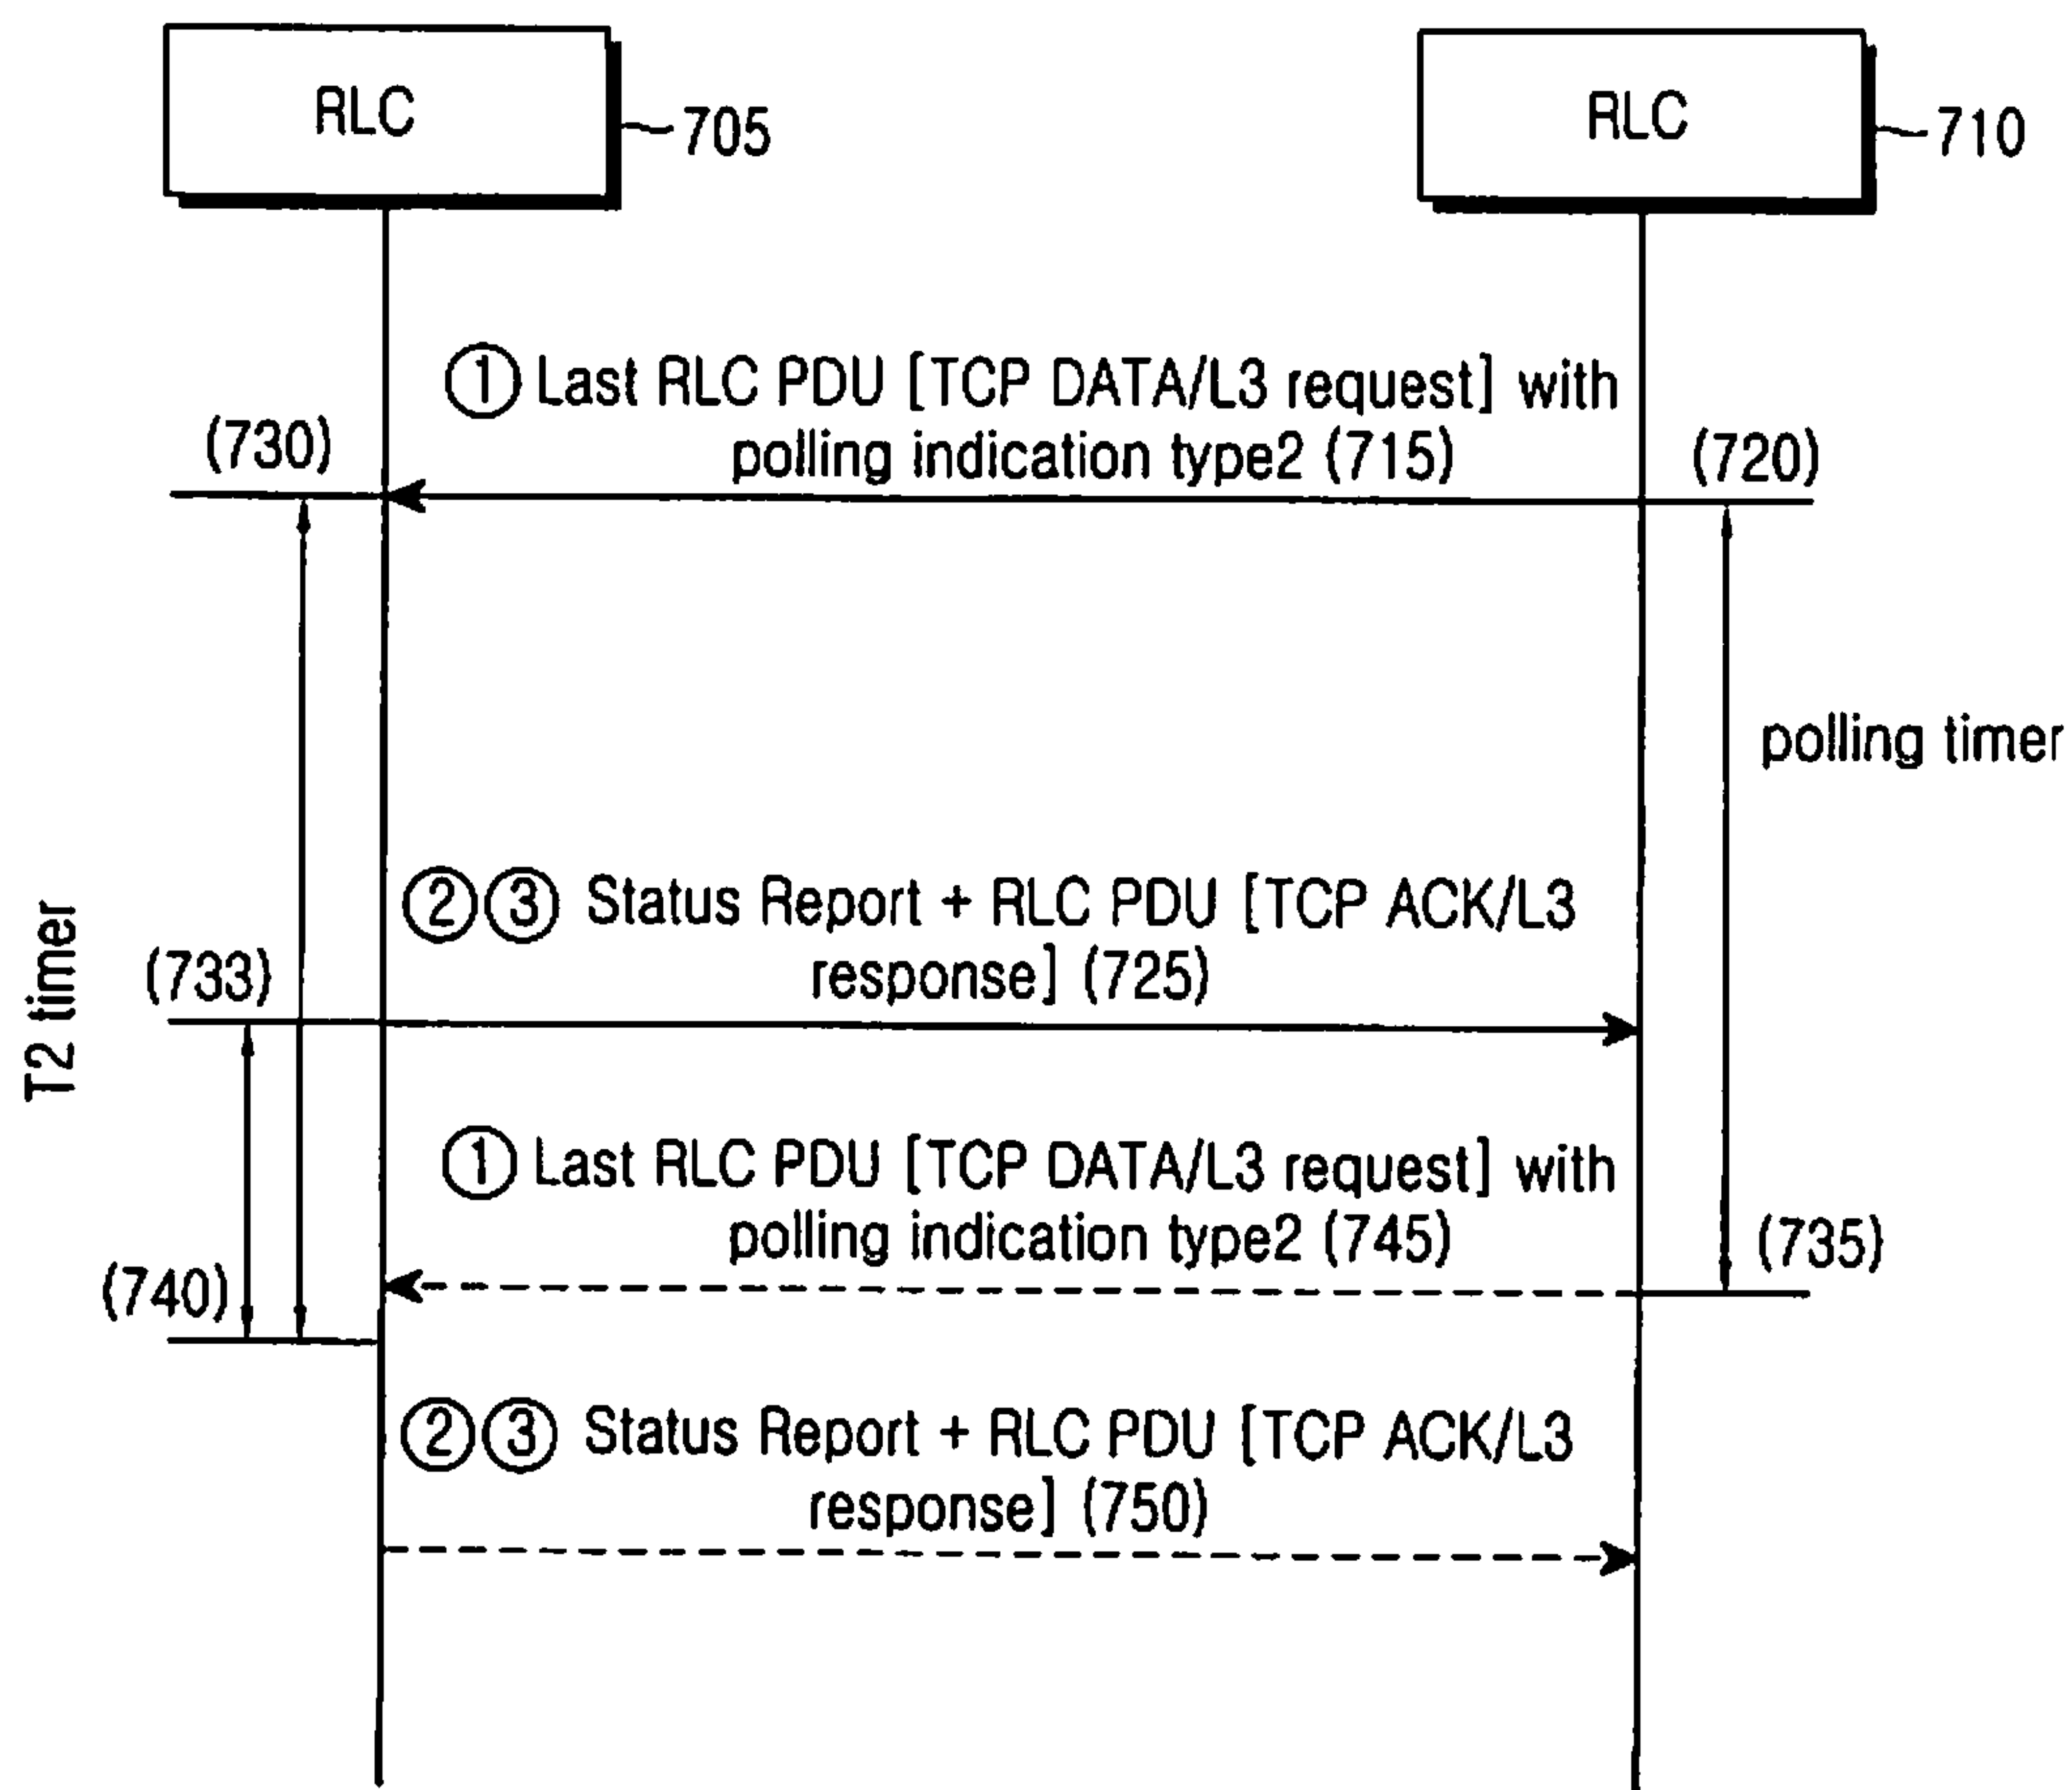 RLC
705
RLC
710
① Last RLC PDU [TCP DATA/L3 request] with
polling indication type2 (715)
(730)
(720)
polling timer
②③ Status Report + RLC PDU [TCP ACK/L3
response] (725)
T2 timer
(733)
① Last RLC PDU [TCP DATA/L3 request] with
polling indication type2 (745)
(735)
(740)
②③ Status Report + RLC PDU [TCP ACK/L3
response] (750)